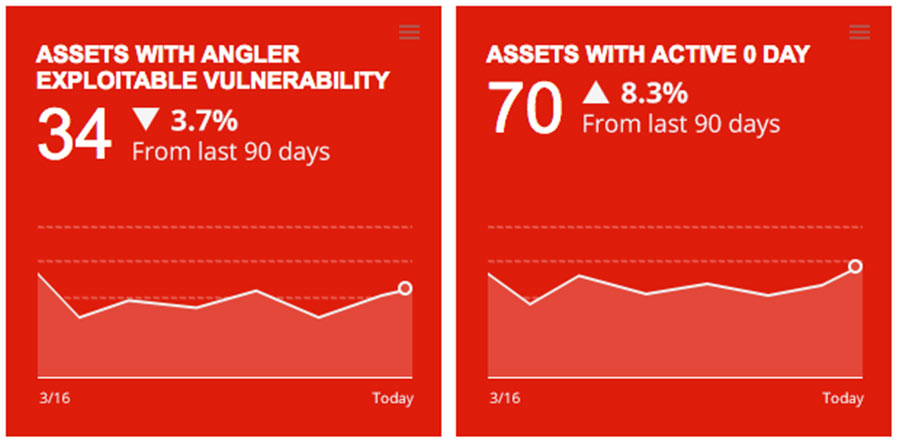 ASSETS WITH ANGLER
EXPLOITABLE VULNERABILITY
34 ▼ 3.7%
From last 90 days
3/16 Today
ASSETS WITH ACTIVE 0 DAY
70 ▲ 8.3%
From last 90 days
3/16 Today